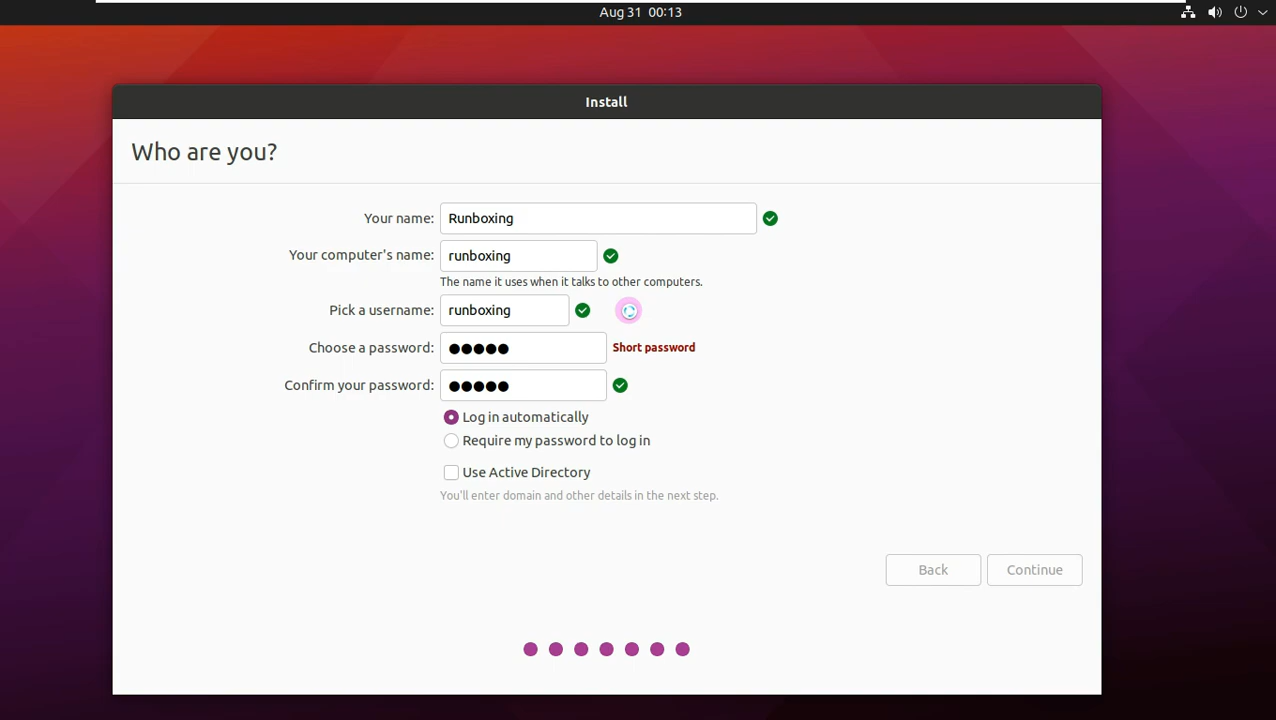 Aug 31 00:13
Install
Who are you?
Your name: Runboxing
Your computer's name: runboxing
The name it uses when it talks to other computers.
Pick a username: runboxing
Choose a password: ●●●●● Short password
Confirm your password: ●●●●●
Log in automatically
Require my password to log in
Use Active Directory
You'll enter domain and other details in the next step.
Back Continue